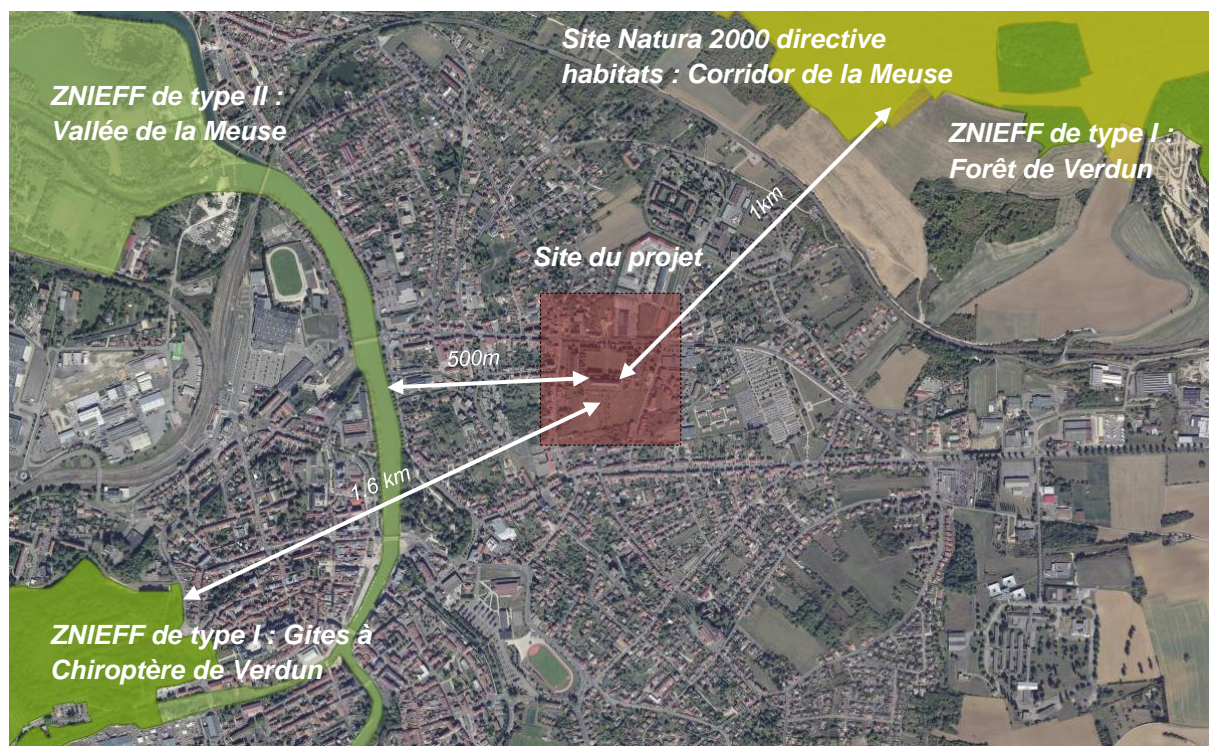 Site Natura 2000 directive
habitats : Corridor de la Meuse
ZNIEFF de type II :
Vallée de la Meuse
ZNIEFF de type I :
Forêt de Verdun
1km
Site du projet
500m
1,6 km
ZNIEFF de type I : Gites à
Chiroptère de Verdun